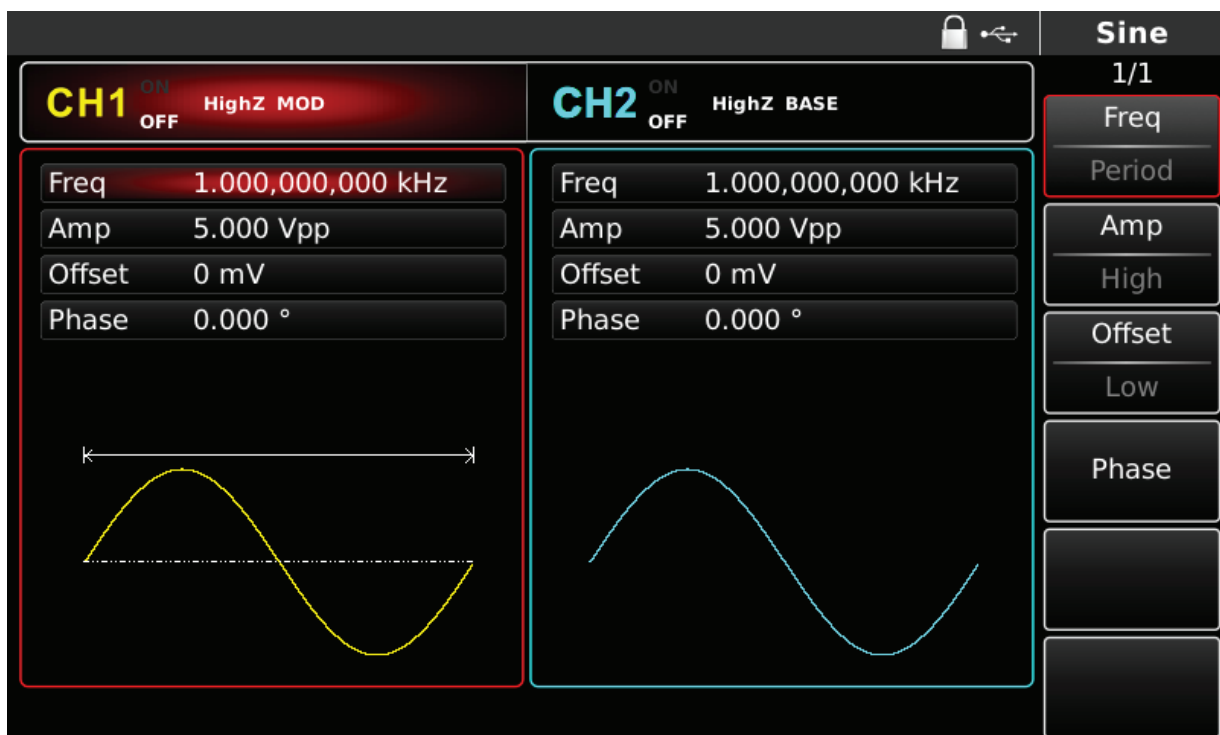 Sine
CH1 ON OFF HighZ MOD
CH2 ON OFF HighZ BASE
1/1
Freq 1.000,000,000 kHz
Amp 5.000 Vpp
Offset 0 mV
Phase 0.000 °
Freq 1.000,000,000 kHz
Amp 5.000 Vpp
Offset 0 mV
Phase 0.000 °
Freq
Period
Amp
High
Offset
Low
Phase